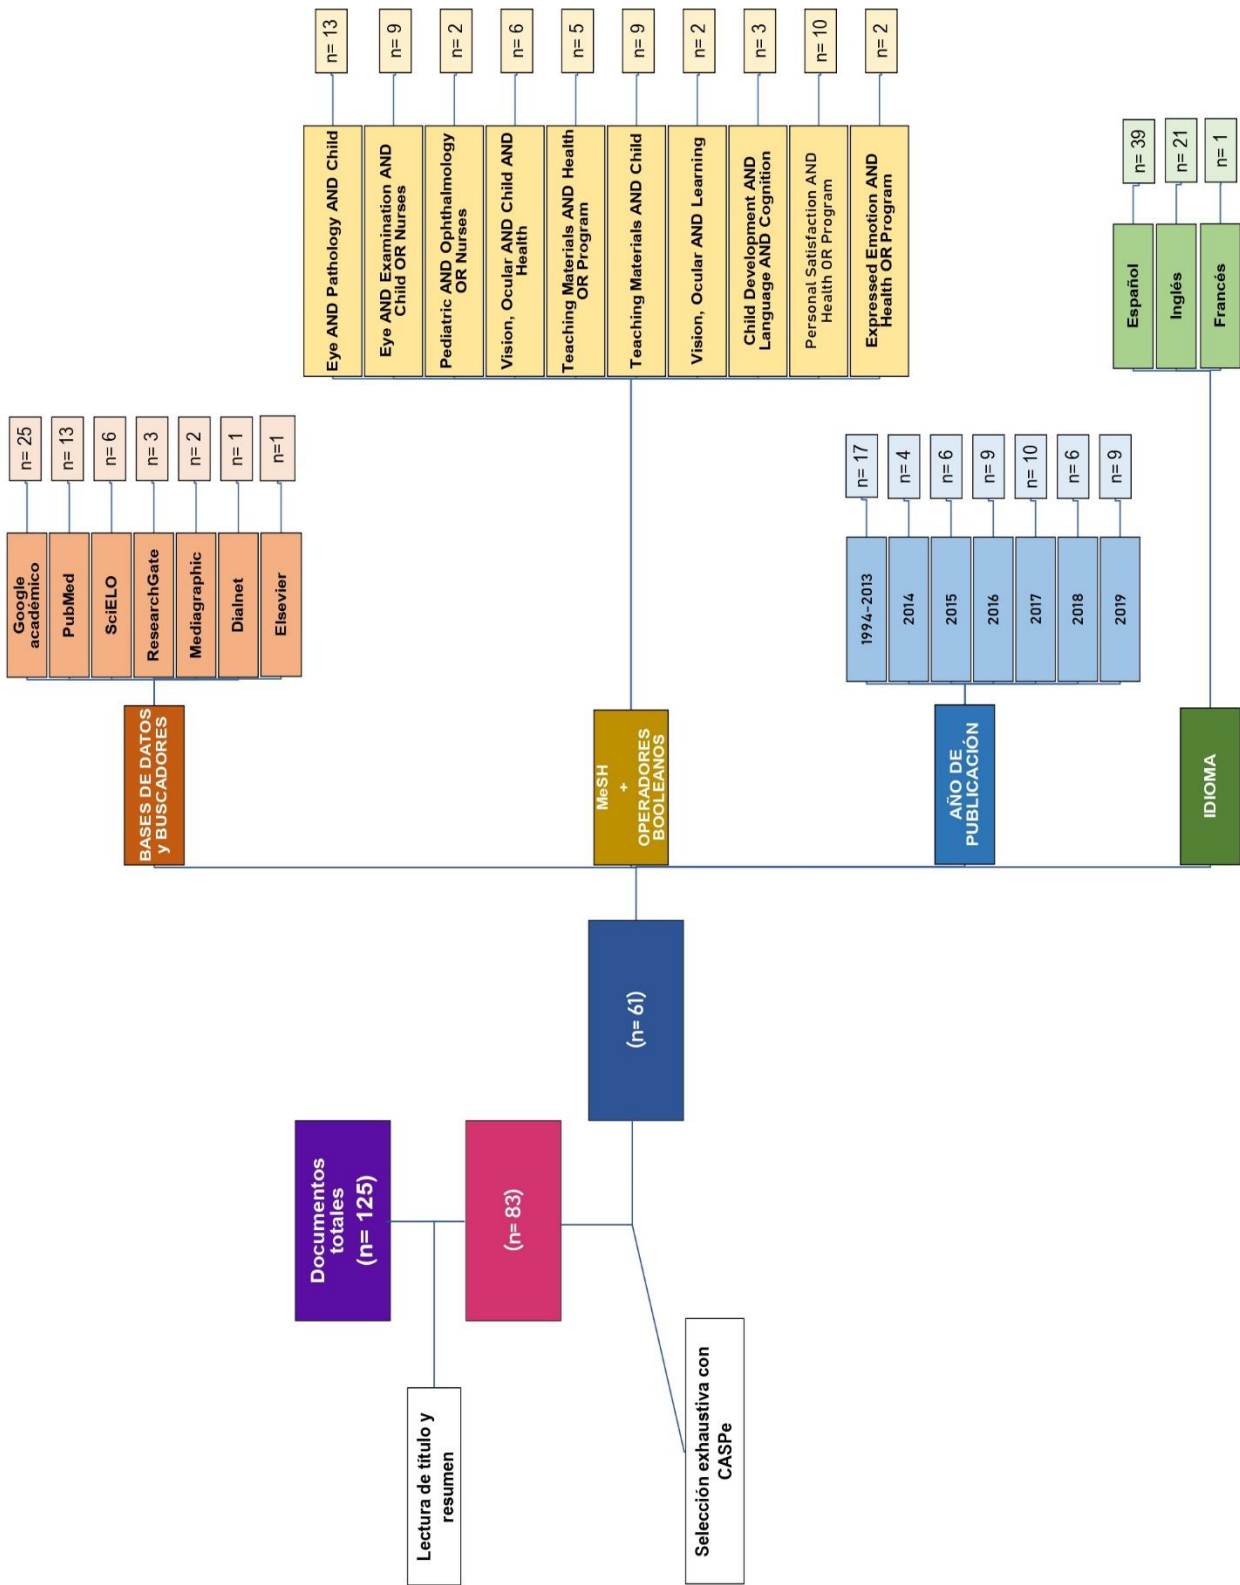 Documentos
totales
(n= 125)
Lectura de título y
resumen
(n= 83)
Selección exhaustiva con
CASPe
(n= 61)
BASES DE DATOS
y BUSCADORES
Google
académico
n= 25
PubMed
n= 13
SciELO
n= 6
ResearchGate
n= 3
Mediagraphic
n= 2
Dialnet
n= 1
Elsevier
n=1
MeSH
+
OPERADORES
BOOLEANOS
Eye AND Pathology AND Child
n= 13
Eye AND Examination AND
Child OR Nurses
n= 9
Pediatric AND Ophthalmology
OR Nurses
n= 2
Vision, Ocular AND Child AND
Health
n= 6
Teaching Materials AND Health
OR Program
n= 5
Teaching Materials AND Child
n= 9
Vision, Ocular AND Learning
n= 2
Child Development AND
Language AND Cognition
n= 3
Personal Satisfaction AND
Health OR Program
n= 10
Expressed Emotion AND
Health OR Program
n= 2
AÑO DE
PUBLICACIÓN
1994-2013
n= 17
2014
n= 4
2015
n= 6
2016
n= 9
2017
n= 10
2018
n= 6
2019
n= 9
IDIOMA
Español
n= 39
Inglés
n= 21
Francés
n= 1